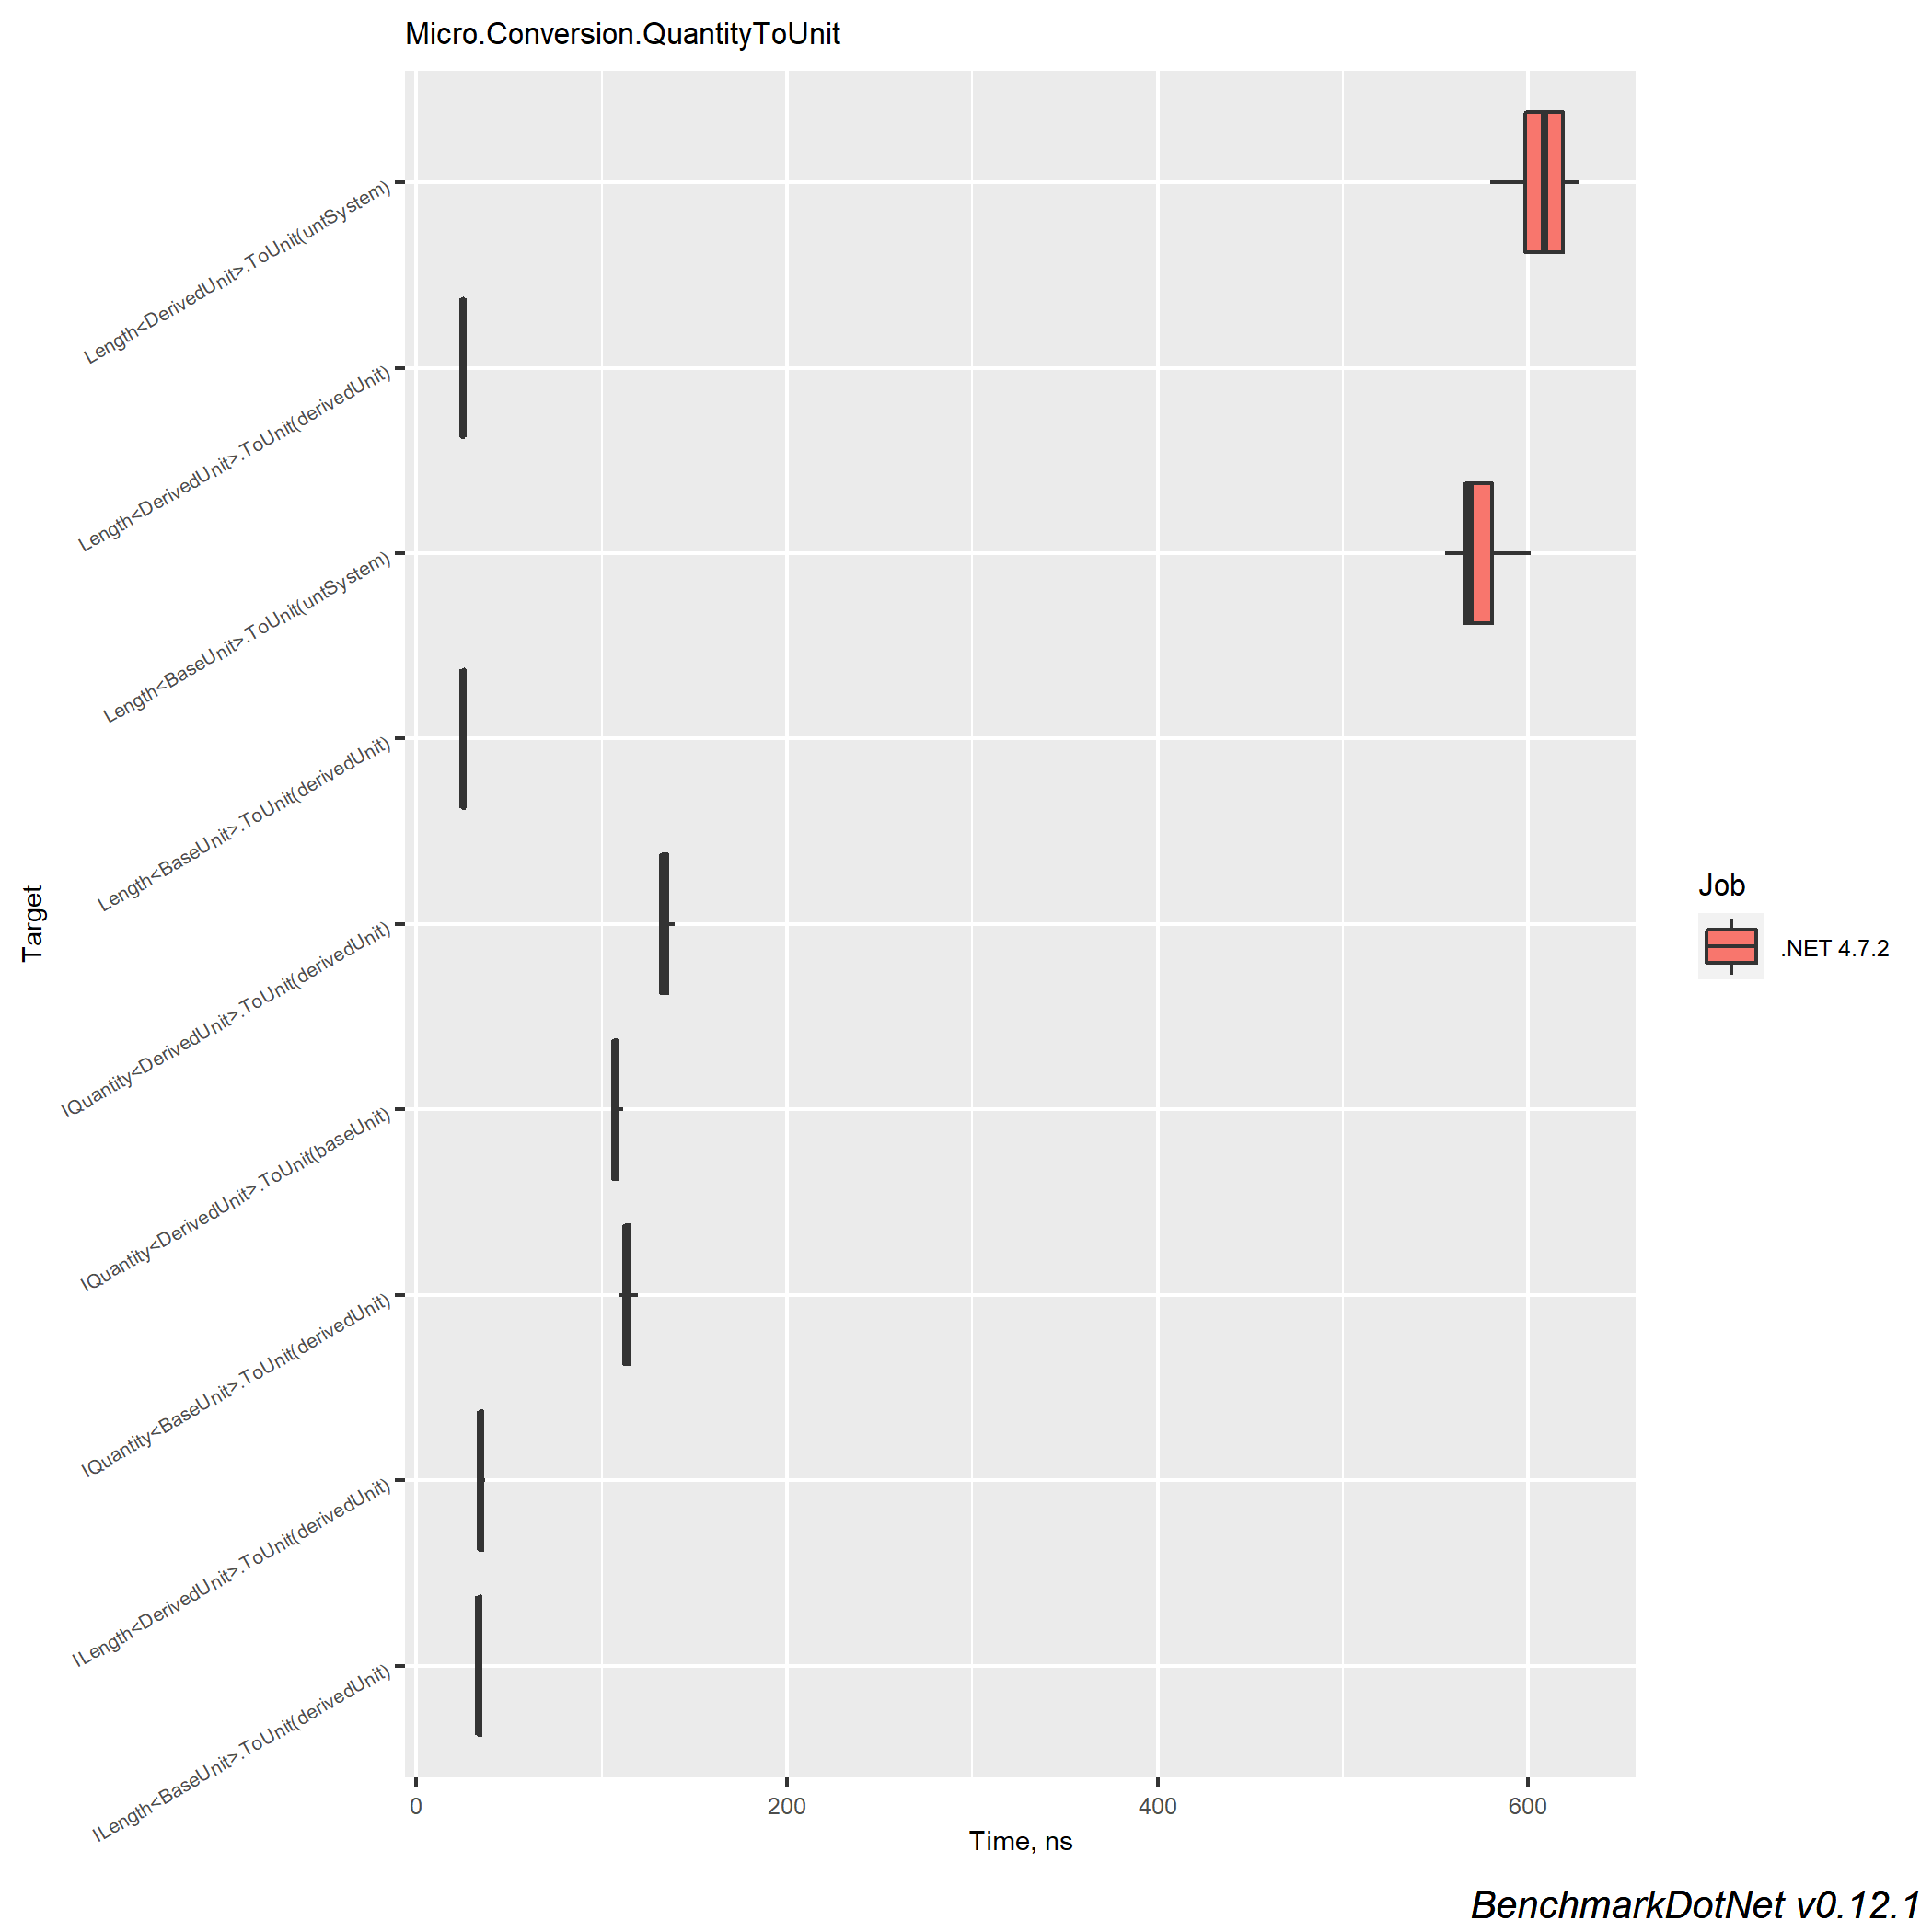 Micro.Conversion.QuantityToUnit
Length<DerivedUnit>.ToUnit(untSystem)
Length<DerivedUnit>.ToUnit(derivedUnit)
Length<BaseUnit>.ToUnit(untSystem)
Length<BaseUnit>.ToUnit(derivedUnit)
IQuantity<DerivedUnit>.ToUnit(derivedUnit)
IQuantity<DerivedUnit>.ToUnit(baseUnit)
IQuantity<BaseUnit>.ToUnit(derivedUnit)
ILength<DerivedUnit>.ToUnit(derivedUnit)
ILength<BaseUnit>.ToUnit(derivedUnit)
Target
0 200 400 600
Time, ns
Job
.NET 4.7.2
BenchmarkDotNet v0.12.1